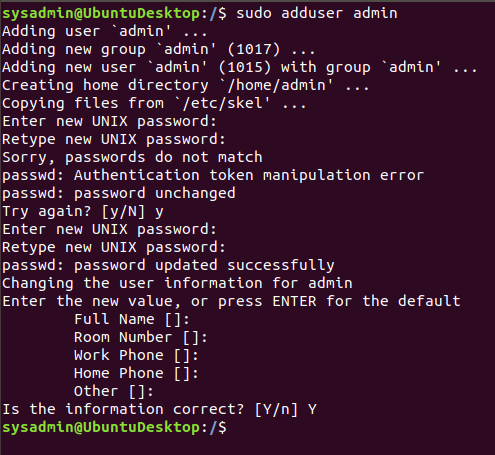 sysadmin@UbuntuDesktop:/$ sudo adduser admin
Adding user `admin' ...
Adding new group `admin' (1017) ...
Adding new user `admin' (1015) with group `admin' ...
Creating home directory `/home/admin' ...
Copying files from `/etc/skel' ...
Enter new UNIX password:
Retype new UNIX password:
Sorry, passwords do not match
passwd: Authentication token manipulation error
passwd: password unchanged
Try again? [y/N] y
Enter new UNIX password:
Retype new UNIX password:
passwd: password updated successfully
Changing the user information for admin
Enter the new value, or press ENTER for the default
        Full Name []:
        Room Number []:
        Work Phone []:
        Home Phone []:
        Other []:
Is the information correct? [Y/n] Y
sysadmin@UbuntuDesktop:/$